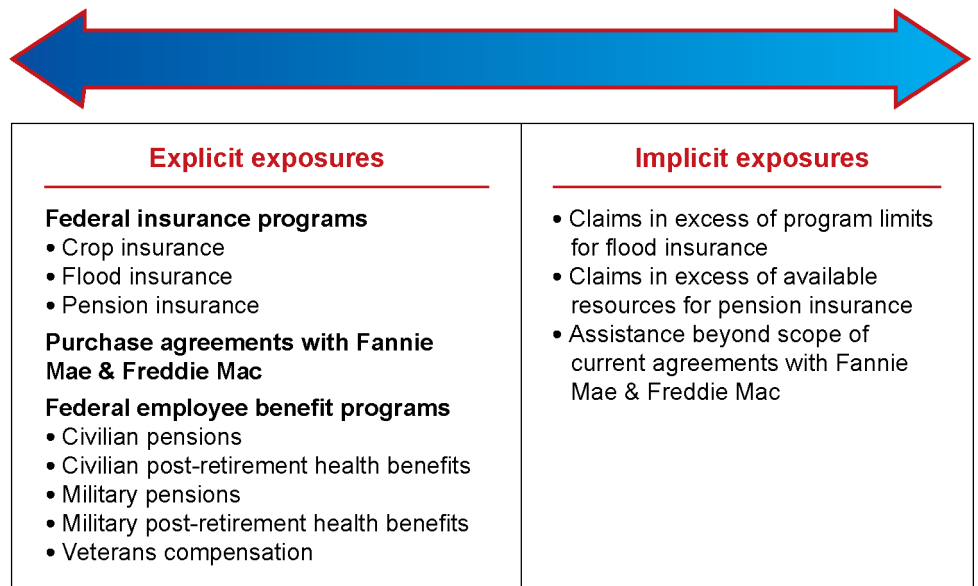 Explicit exposures
Federal insurance programs
• Crop insurance
• Flood insurance
• Pension insurance
Purchase agreements with Fannie
Mae & Freddie Mac
Federal employee benefit programs
• Civilian pensions
• Civilian post-retirement health benefits
• Military pensions
• Military post-retirement health benefits
• Veterans compensation
Implicit exposures
• Claims in excess of program limits
for flood insurance
• Claims in excess of available
resources for pension insurance
• Assistance beyond scope of
current agreements with Fannie
Mae & Freddie Mac